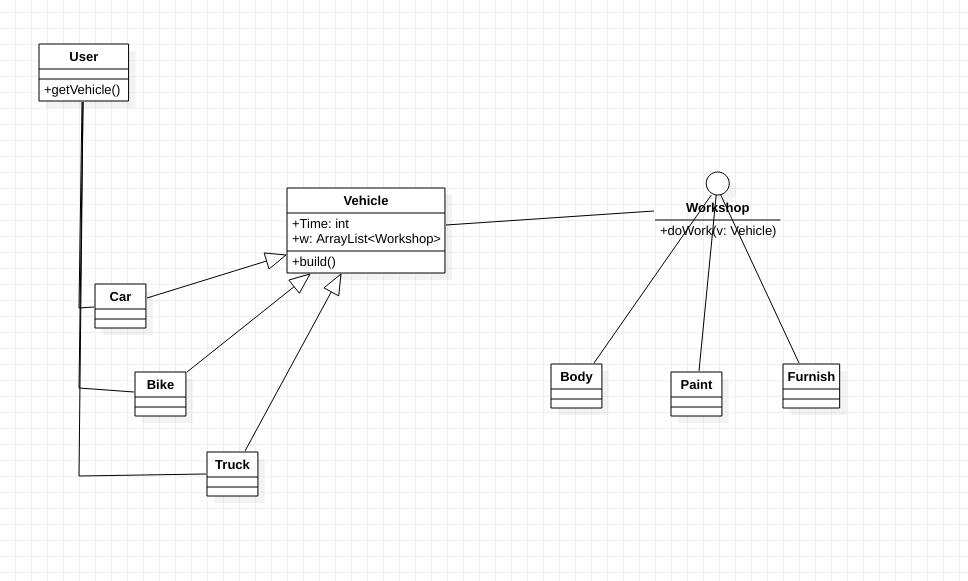 User
+getVehicle()
Vehicle
+Time: int
+w: ArrayList<Workshop>
+build()
Workshop
+doWork(v: Vehicle)
Car
Bike
Truck
Body
Paint
Furnish